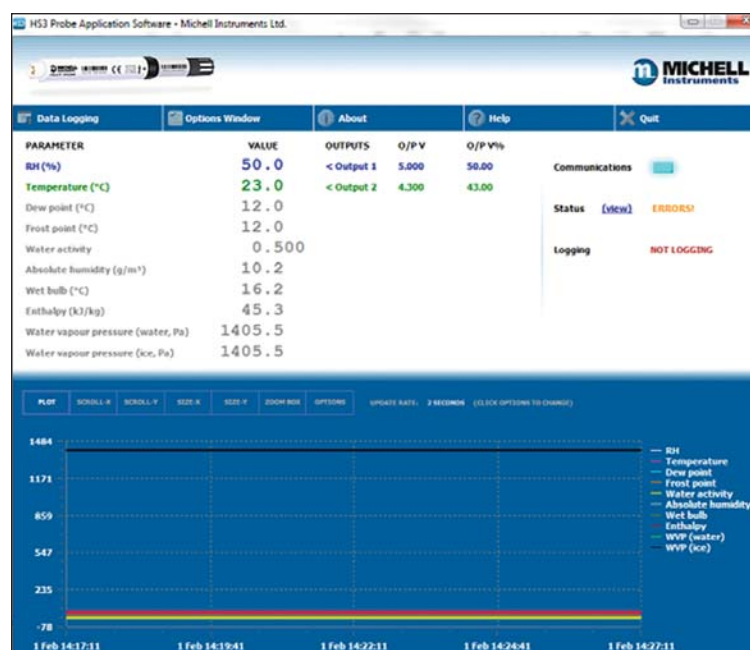 HS3 HS3 Probe Application Software - Michell Instruments Ltd.
MICHELL
Instruments
Data Logging Options Window About Help Quit
PARAMETER VALUE OUTPUTS O/P V O/P V%
RH (%) 50.0 < Output 1 5.000 50.00 Communications
Temperature (°C) 23.0 < Output 2 4.300 43.00
Dew point (°C) 12.0 Status (view) ERRORS!
Frost point (°C) 12.0
Water activity 0.500 Logging NOT LOGGING
Absolute humidity (g/m³) 10.2
Wet bulb (°C) 16.2
Enthalpy (kJ/kg) 45.3
Water vapour pressure (water, Pa) 1405.5
Water vapour pressure (ice, Pa) 1405.5
PLOT SCROLL-X SCROLL-Y SIZE-X SIZE-Y ZOOM BOX OPTIONS UPDATE RATE: 2 SECONDS (CLICK OPTIONS TO CHANGE)
1484
1171
859
547
235
-78
RH
Temperature
Dew point
Frost point
Water activity
Absolute humidity
Wet bulb
Enthalpy
WVP (water)
WVP (ice)
1 Feb 14:17:11 1 Feb 14:19:41 1 Feb 14:22:11 1 Feb 14:24:41 1 Feb 14:27:11